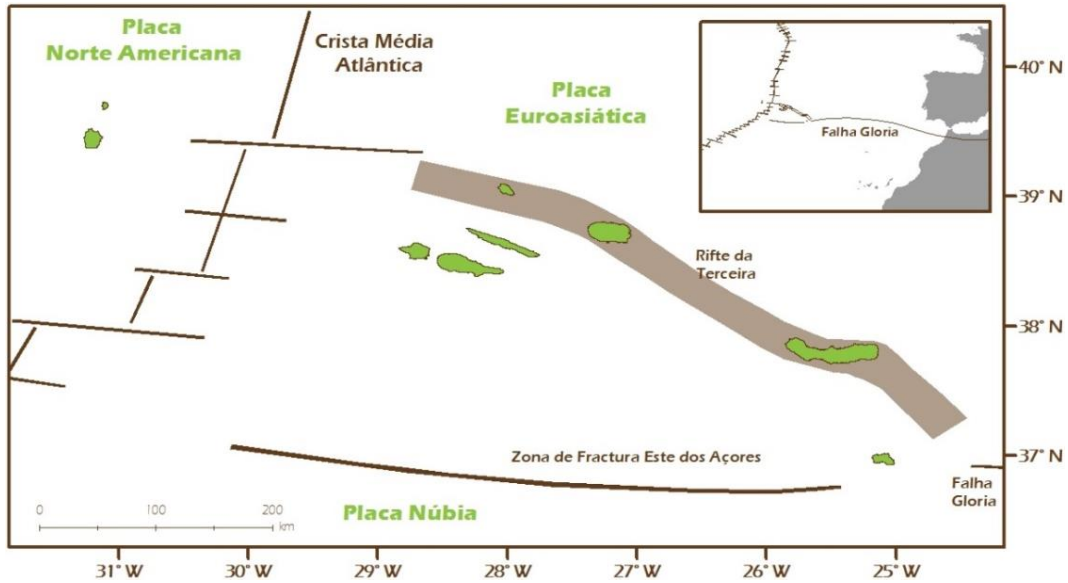 Placa
Norte Americana
Crista Média
Atlântica
Placa
Euroasiática
Falha Gloria
40° N
39° N
Rifte da
Terceira
38° N
Zona de Fractura Este dos Açores
37° N
Falha
Gloria
Placa Núbia
0 100 200
km
31°W 30°W 29°W 28°W 27°W 26°W 25°W